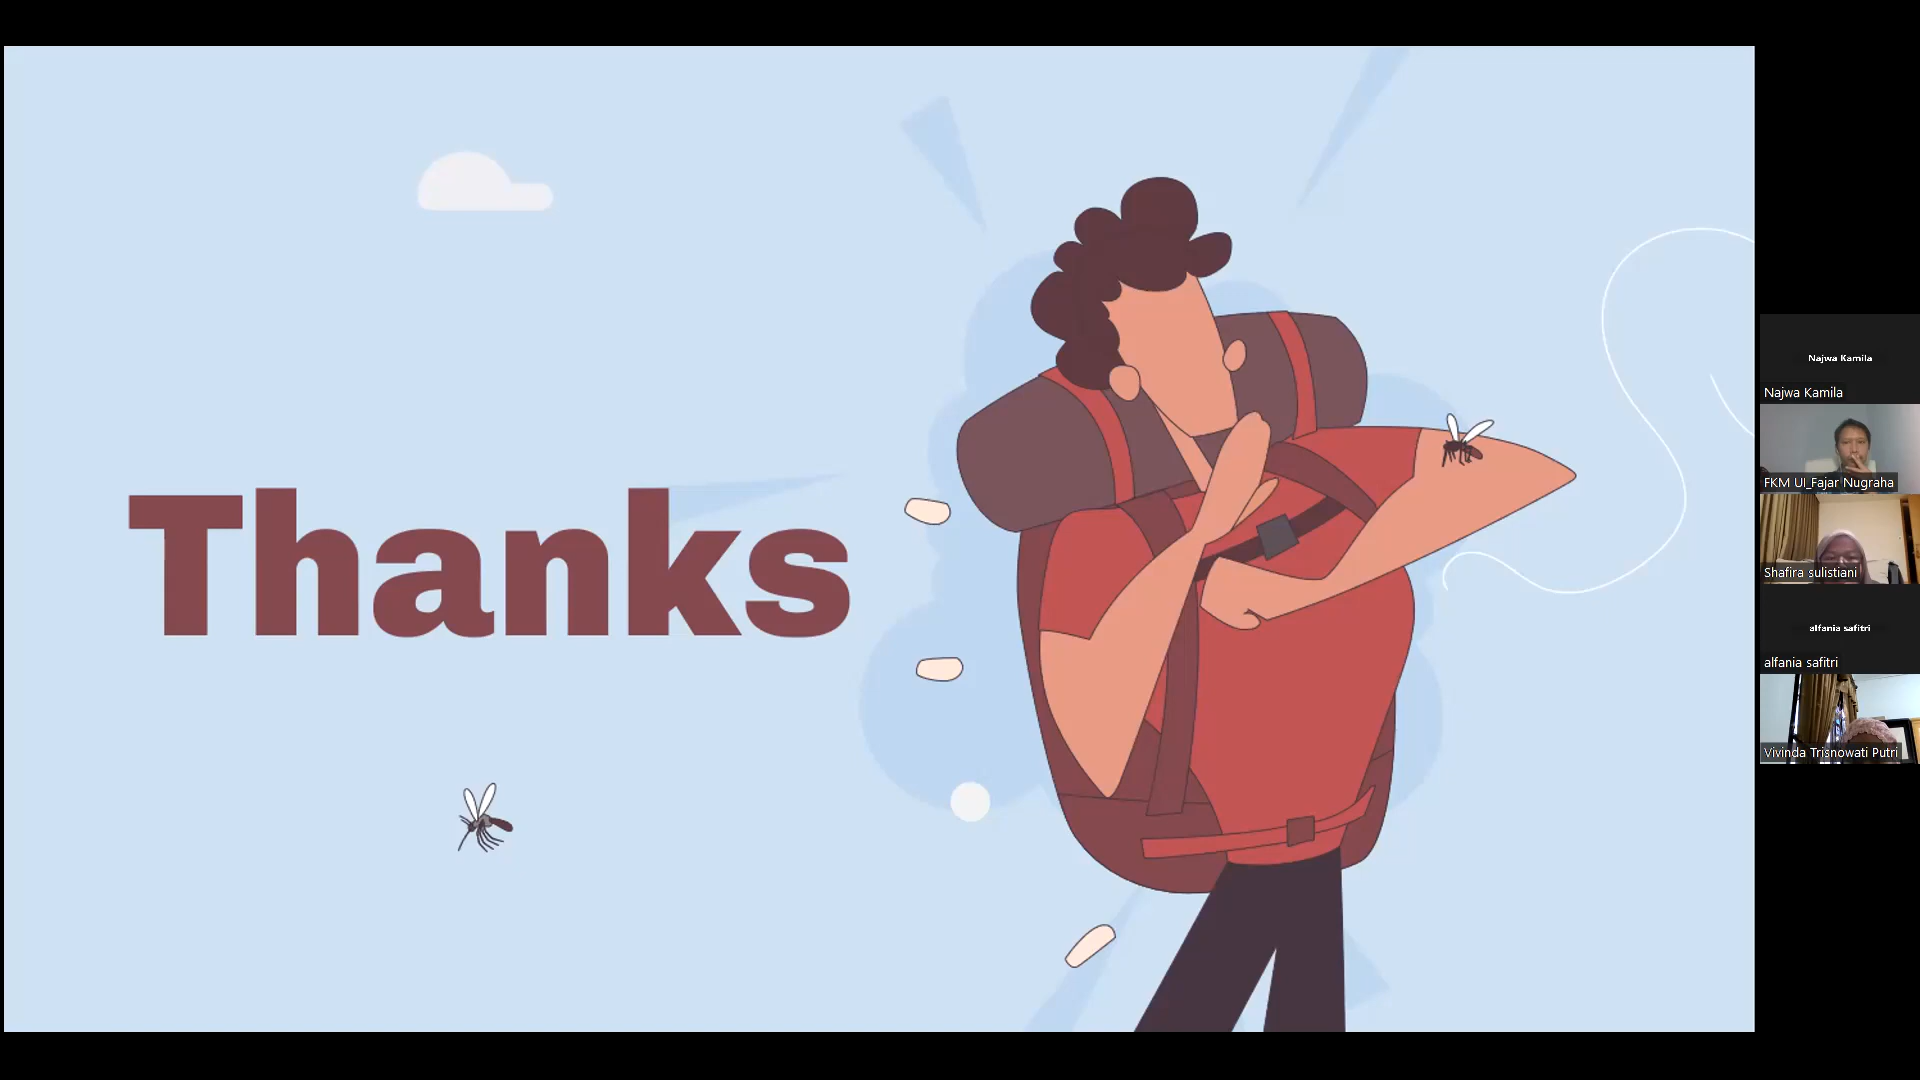 Thanks
Najwa Kamila
Najwa Kamila
FKM UI_Fajar Nugraha
Shafira sulistiani
alfania safitri
alfania safitri
Vivinda Trisnowati Putri